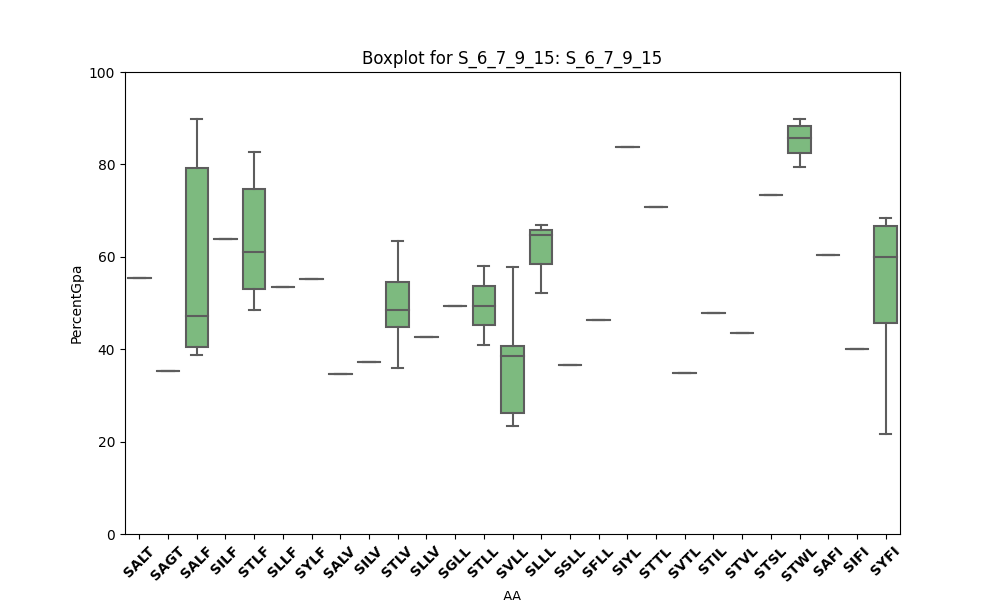 Boxplot for S_6_7_9_15: S_6_7_9_15
PercentGpa
100
80
60
40
20
0
SALT SAGT SALF SILF STLF SLLF SYLF SALV SILV STLV SLLV SGLL STLL SVLL SLLL SSLL SFLL SIYL STTL SVTL STIL STVL STSL STWL SAFI SIFI SYFI
AA